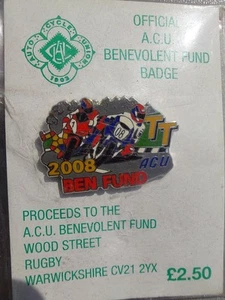 AUTO CYCLE UNION
1903
OFFICIAL
A.C.U.
BENEVOLENT FUND
BADGE
TT
2008
ACU
BEN. FUND
PROCEEDS TO THE
A.C.U. BENEVOLENT FUND
WOOD STREET
RUGBY
WARWICKSHIRE CV21 2YX
£2.50